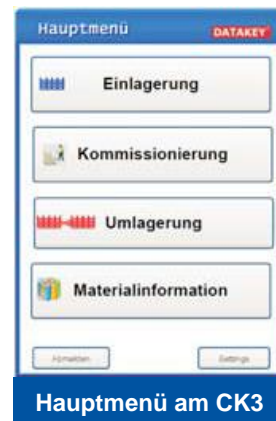 Hauptmenü
DATAKEY
Einlagerung
Kommissionierung
Umlagerung
Materialinformation
Abmelden
Settings
Hauptmenü am CK3